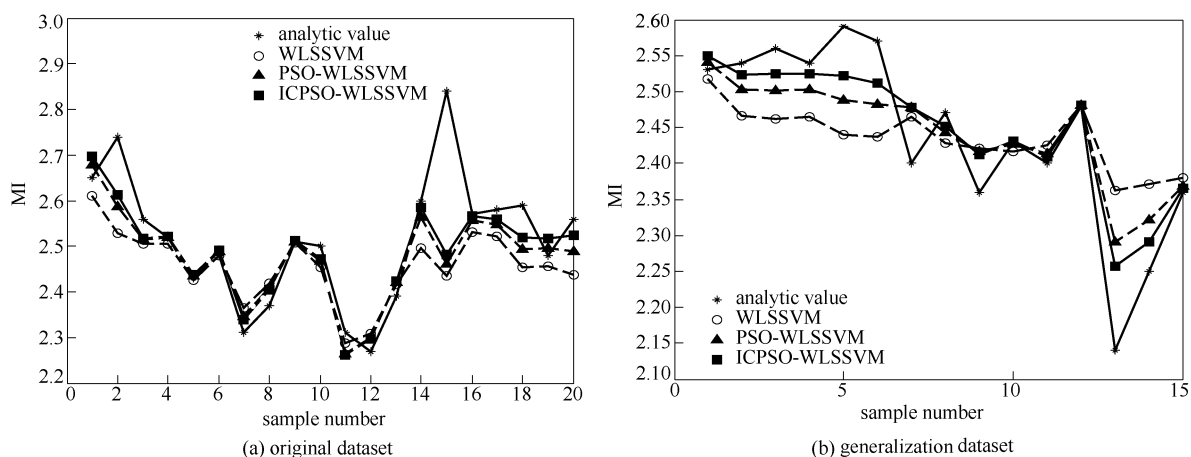 3.0
2.9
2.8
2.7
2.6
2.5
2.4
2.3
2.2
MI
analytic value
WLSSVM
PSO-WLSSVM
ICPSO-WLSSVM
0 2 4 6 8 10 12 14 16 18 20
sample number
(a) original dataset
2.60
2.55
2.50
2.45
2.40
2.35
2.30
2.25
2.20
2.15
2.10
MI
analytic value
WLSSVM
PSO-WLSSVM
ICPSO-WLSSVM
0 5 10 15
sample number
(b) generalization dataset